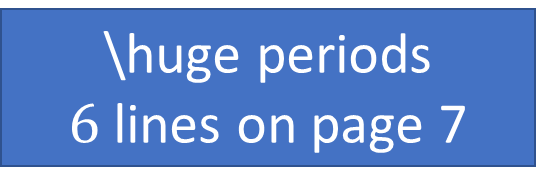 \huge periods
6 lines on page 7